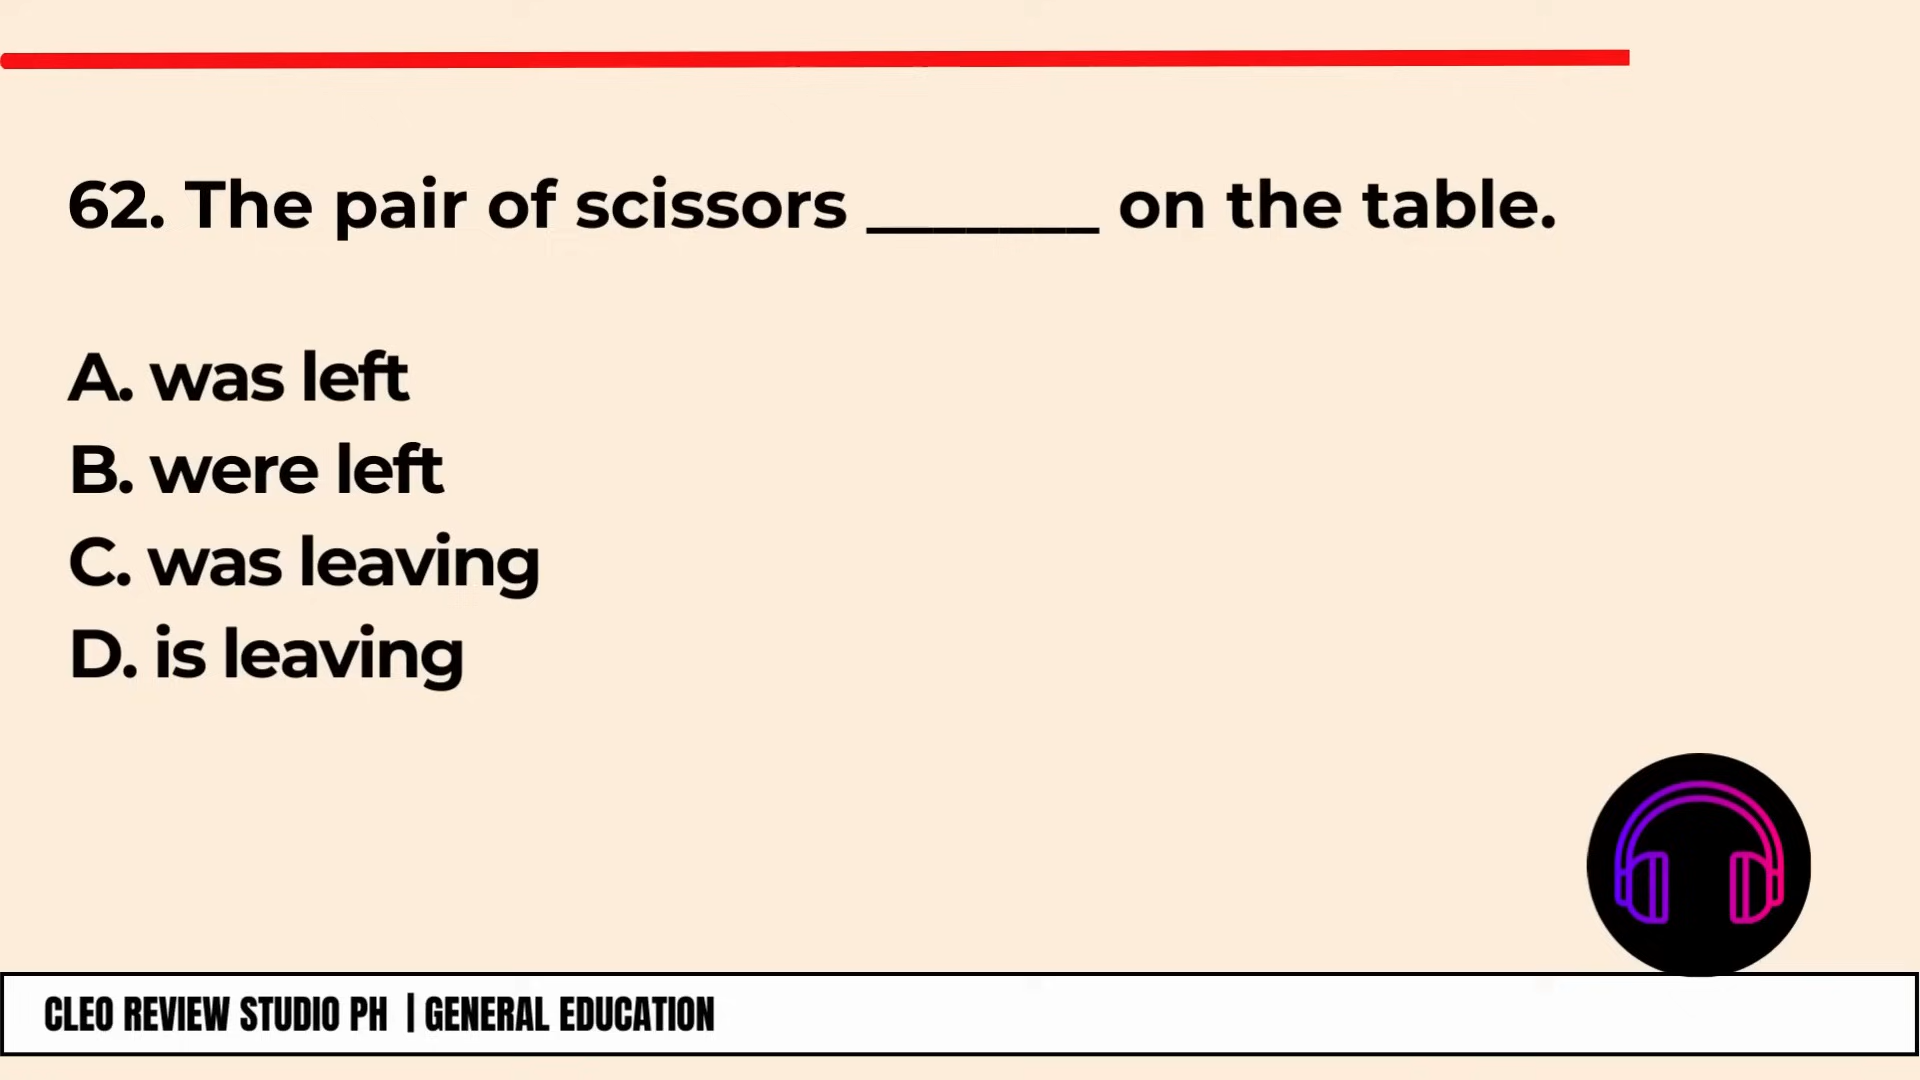 62. The pair of scissors _______ on the table.
A. was left
B. were left
C. was leaving
D. is leaving
CLEO REVIEW STUDIO PH | GENERAL EDUCATION